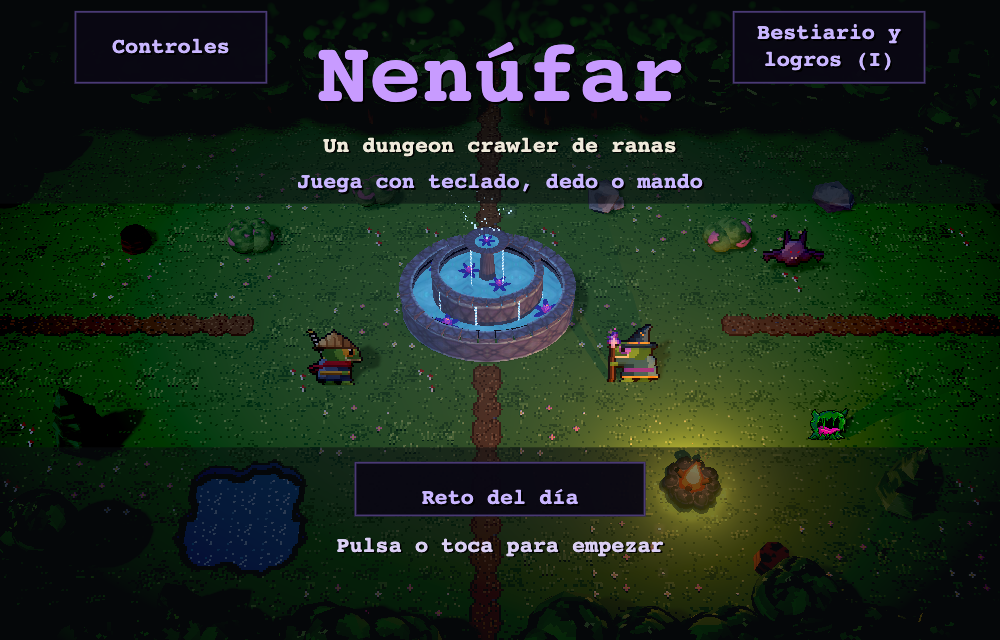 Controles
Bestiario y
logros (I)
Nenúfar
Un dungeon crawler de ranas
Juega con teclado, dedo o mando
Reto del día
Pulsa o toca para empezar